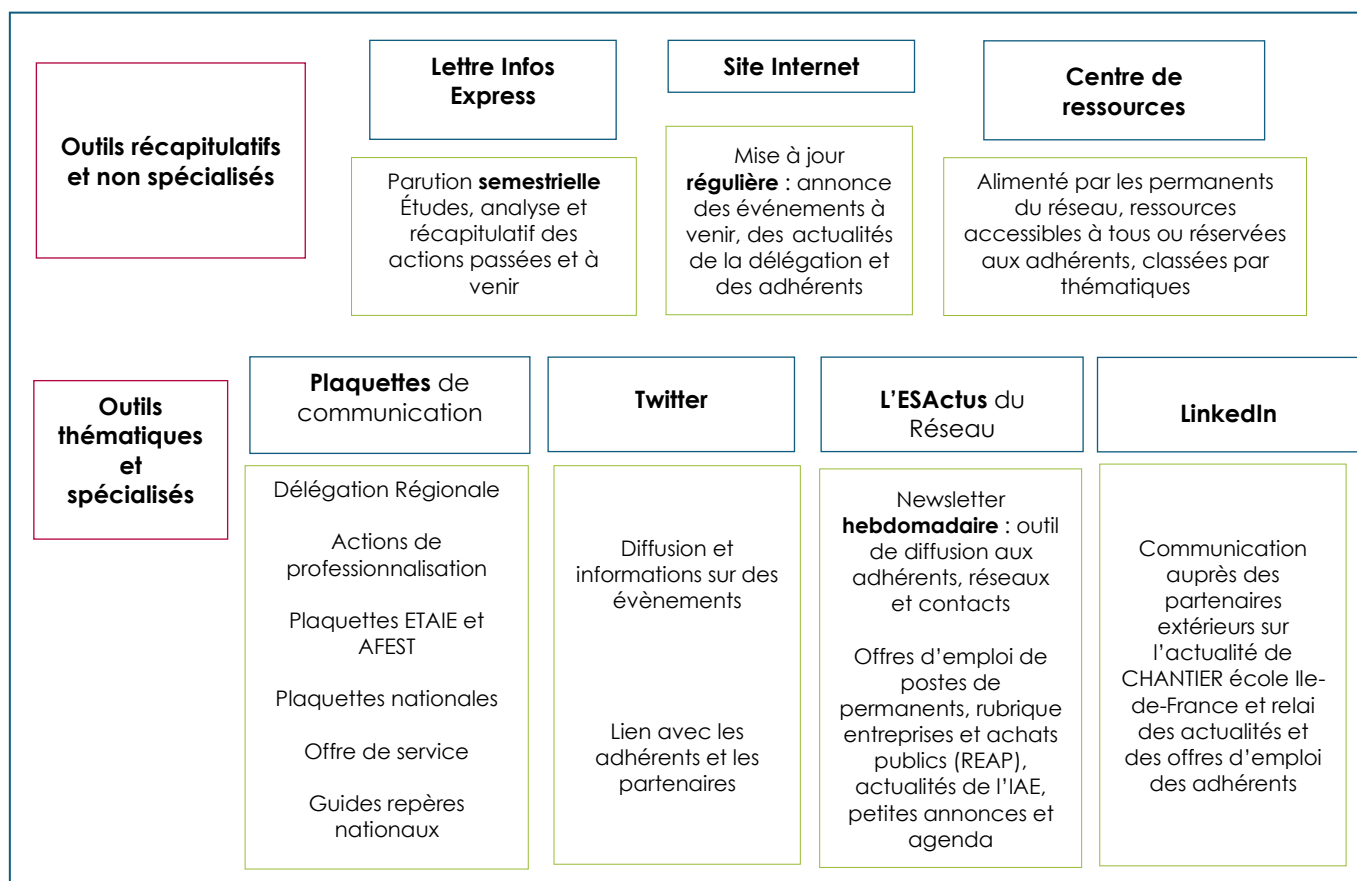 Outils récapitulatifs
et non spécialisés
Lettre Infos
Express
Parution semestrielle
Études, analyse et
récapitulatif des
actions passées et à
venir
Site Internet
Mise à jour
régulière : annonce
des événements à
venir, des actualités
de la délégation et
des adhérents
Centre de
ressources
Alimenté par les permanents
du réseau, ressources
accessibles à tous ou réservées
aux adhérents, classées par
thématiques
Outils
thématiques
et
spécialisés
Plaquettes de
communication
Délégation Régionale
Actions de
professionnalisation
Plaquettes ETAIE et
AFEST
Plaquettes nationales
Offre de service
Guides repères
nationaux
Twitter
Diffusion et
informations sur des
évènements
Lien avec les
adhérents et les
partenaires
L’ESActus du
Réseau
Newsletter
hebdomadaire : outil
de diffusion aux
adhérents, réseaux
et contacts
Offres d’emploi de
postes de
permanents, rubrique
entreprises et achats
publics (REAP),
actualités de l’IAE,
petites annonces et
agenda
LinkedIn
Communication
auprès des
partenaires
extérieurs sur
l’actualité de
CHANTIER école Ile-
de-France et relai
des actualités et
des offres d’emploi
des adhérents